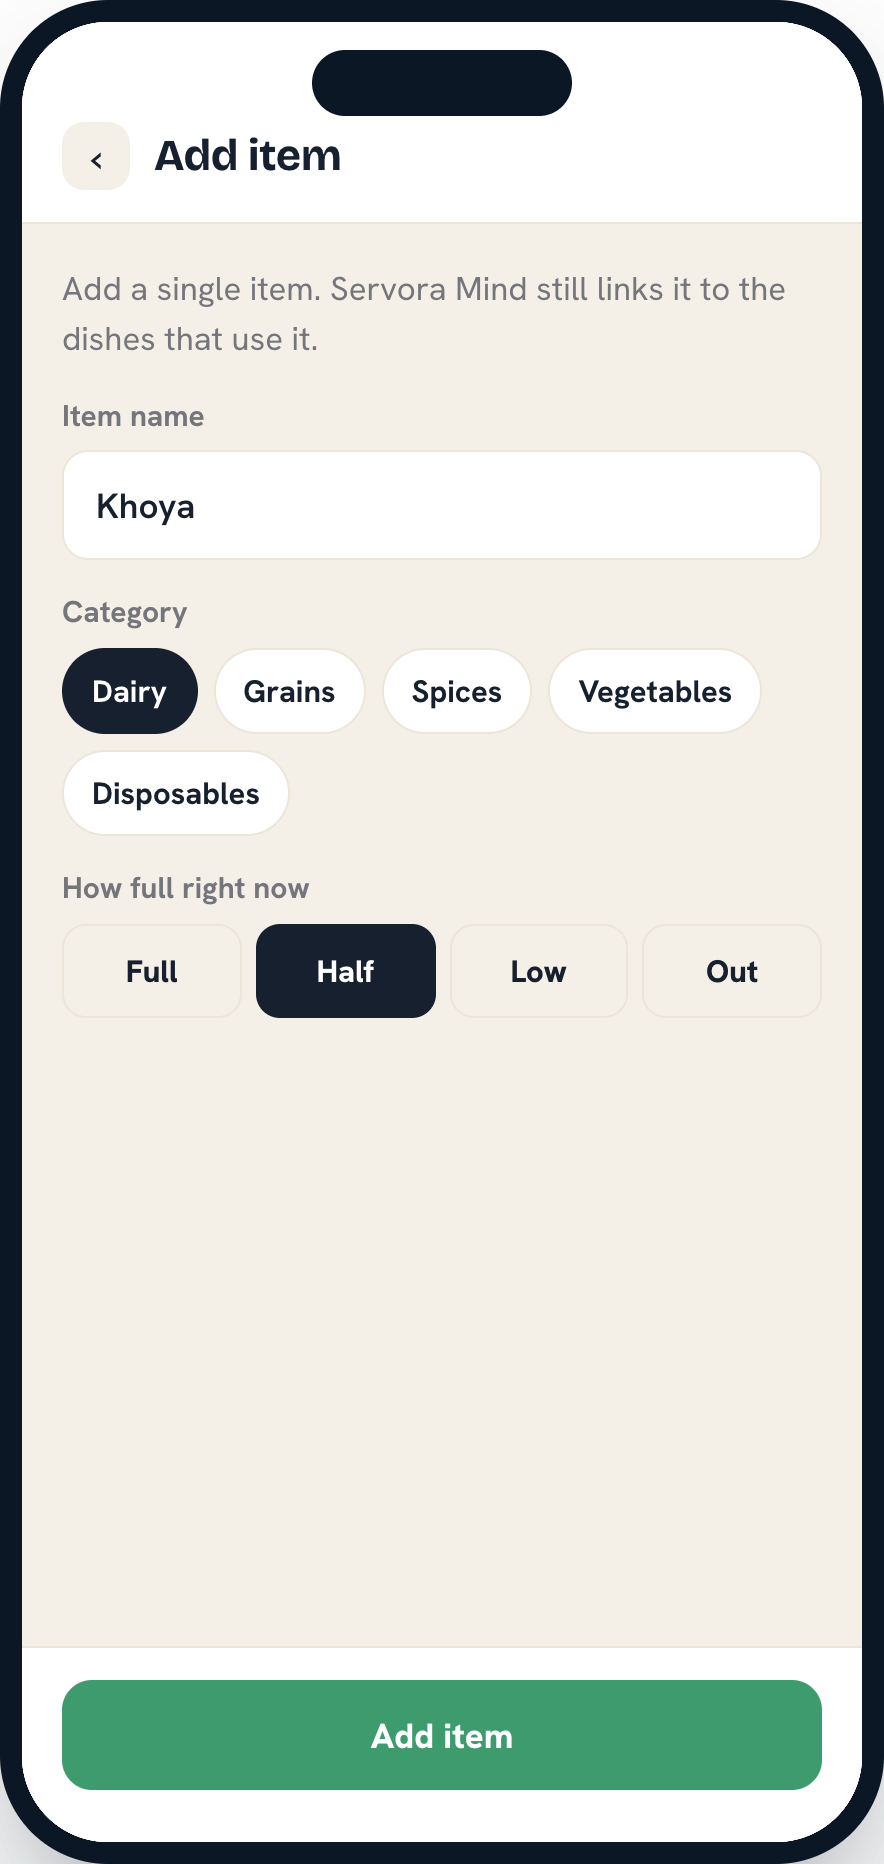 Add item
Add a single item. Servora Mind still links it to the
dishes that use it.
Item name
Khoya
Category
Dairy Grains Spices Vegetables
Disposables
How full right now
Full Half Low Out
Add item